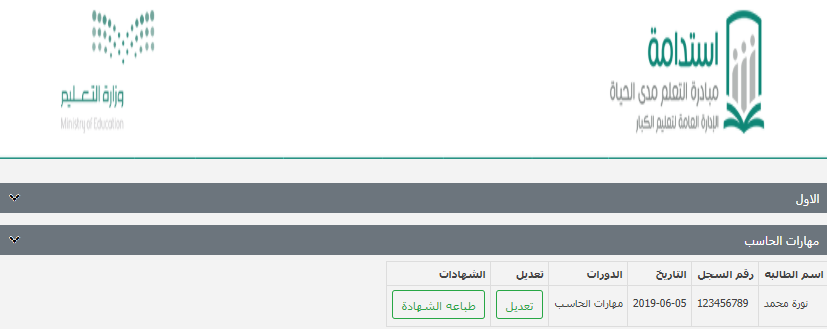 استدامة
مبادرة التعلم مدى الحياة
الإدارة العامة لتعليم الكبار
وزارة التعـــليم
Ministry of Education
الاول
مهارات الحاسب
اسم الطالبه رقم السجل التاريخ الدورات تعديل الشهادات
نورة محمد 123456789 2019-06-05 مهارات الحاسب تعديل طباعه الشهادة